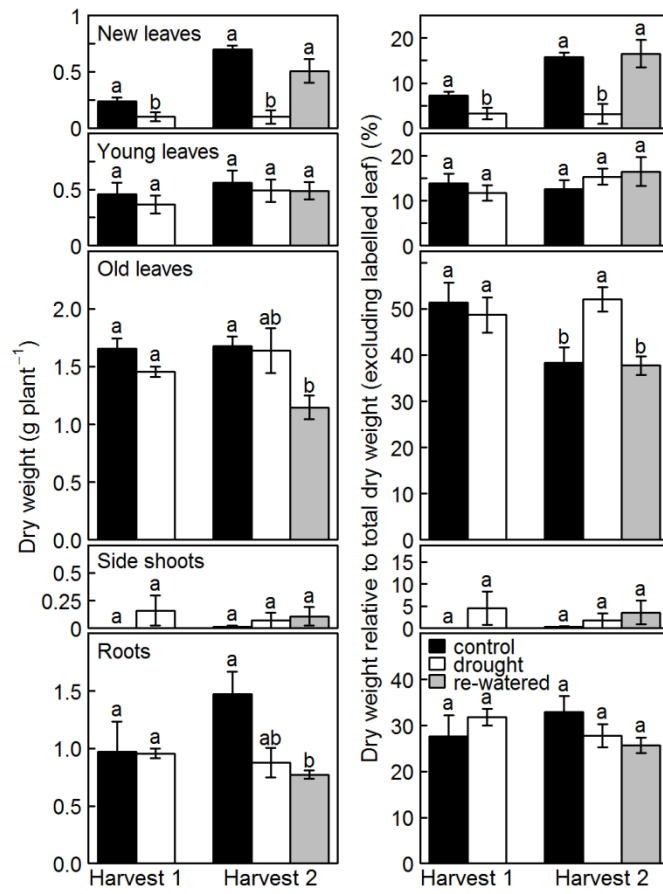 Dry weight (g plant⁻¹)
New leaves
1
0.5
0
a
b
a
b
a
Young leaves
0.5
0
a
a
a
a
a
Old leaves
2.0
1.5
1.0
0.5
0.0
a
a
a
ab
b
Side shoots
0.5
0.25
0
a
a
a
a
a
Roots
1.5
1.0
0.5
0.0
a
a
a
ab
b
Harvest 1
Harvest 2
Dry weight relative to total dry weight (excluding labelled leaf) (%)
20
15
10
5
0
a
b
a
b
a
20
15
10
5
0
a
a
a
a
a
50
40
30
20
10
0
a
a
b
a
b
15
10
5
0
a
a
a
a
a
control
drought
re-watered
40
30
20
10
0
a
a
a
a
a
Harvest 1
Harvest 2